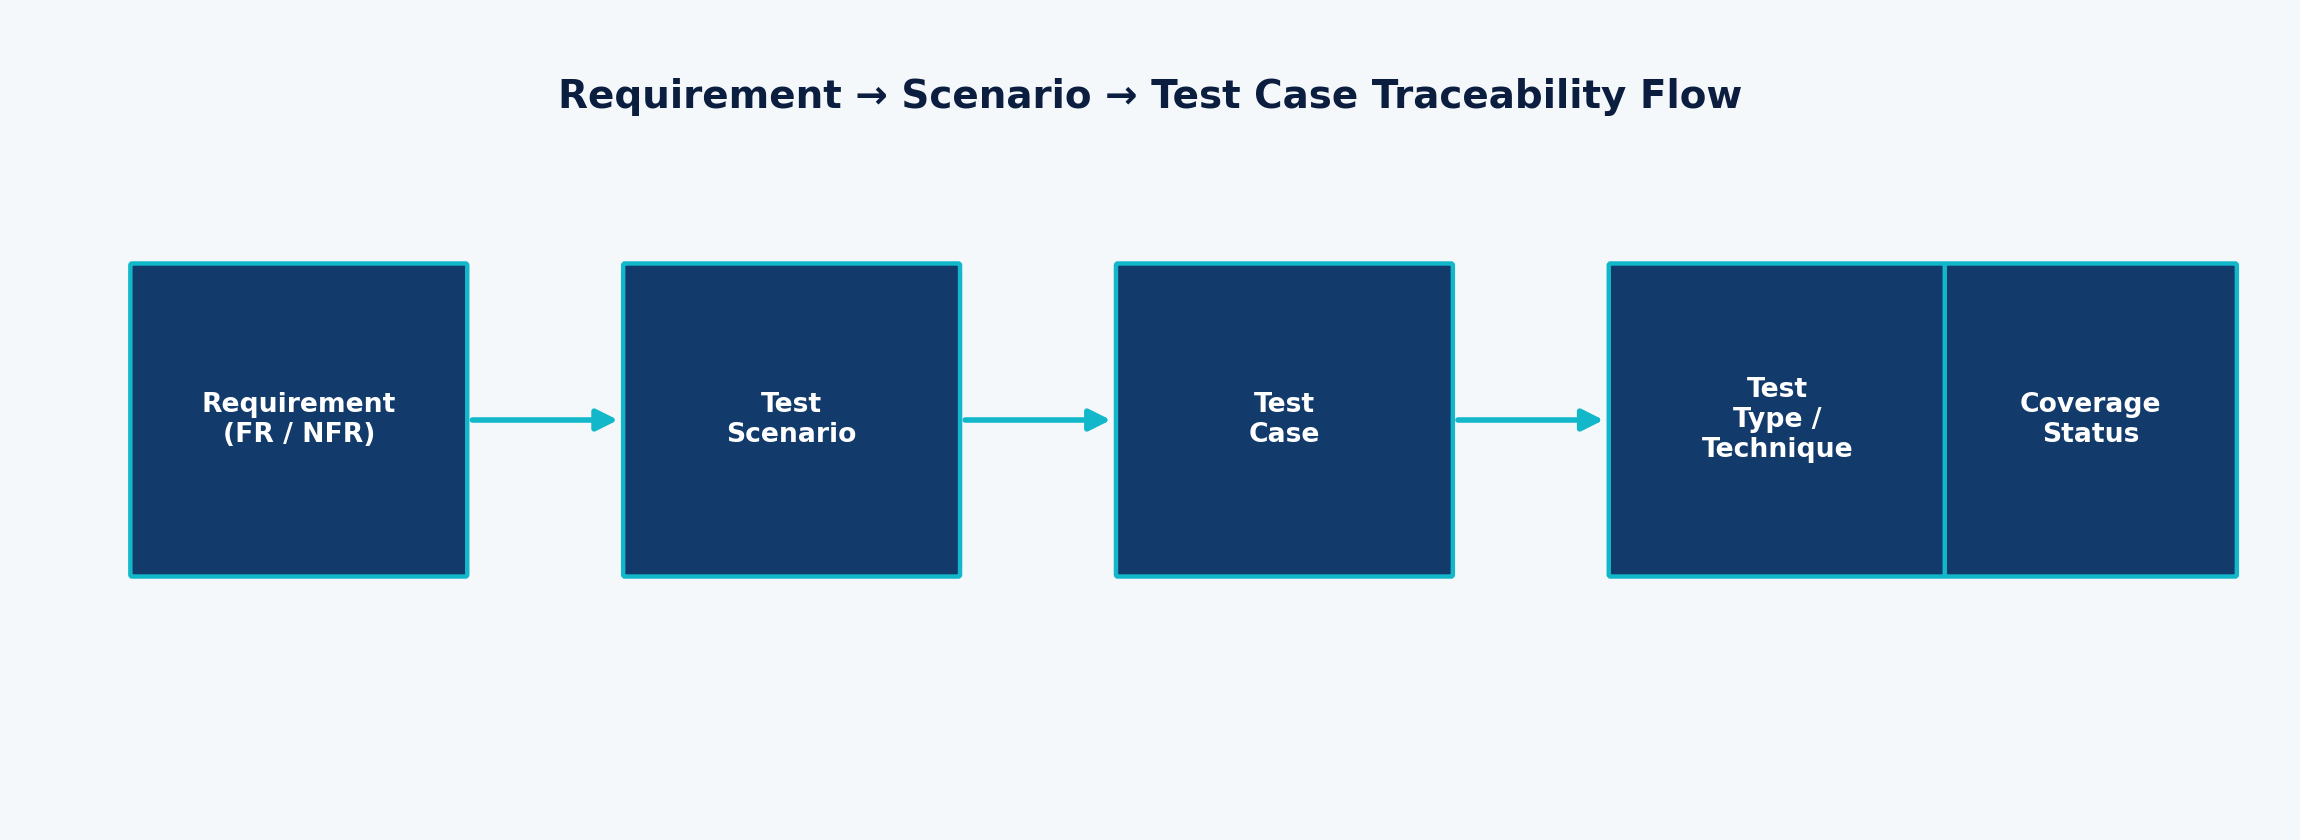 Requirement → Scenario → Test Case Traceability Flow
Requirement
(FR / NFR)
Test
Scenario
Test
Case
Test
Type /
Technique
Coverage
Status